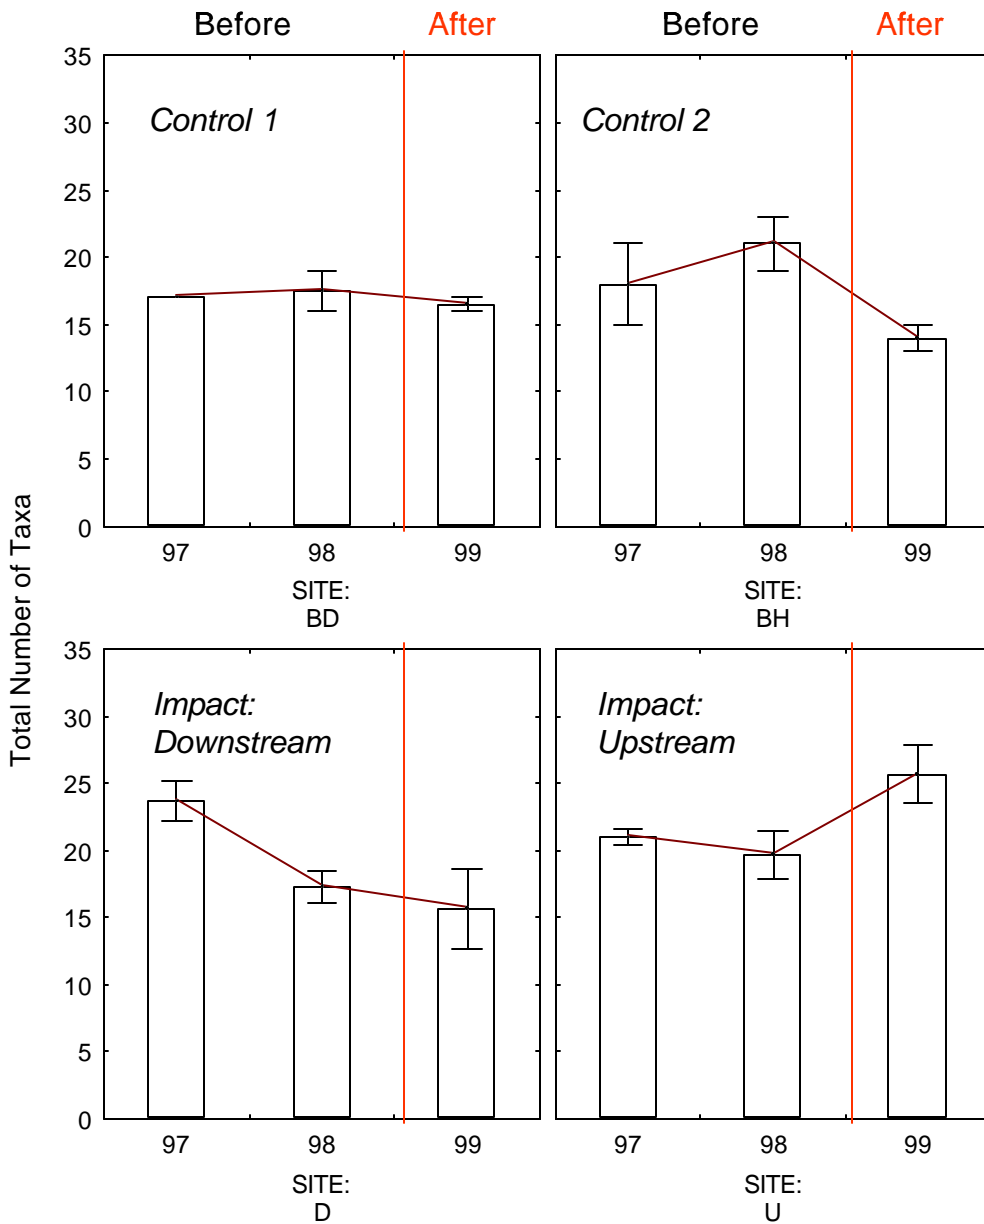 Before After Before After
Control 1
Control 2
35
30
25
20
15
10
5
0
97 98 99
SITE:
BD
97 98 99
SITE:
BH
Total Number of Taxa
Impact:
Downstream
Impact:
Upstream
35
30
25
20
15
10
5
0
97 98 99
SITE:
D
97 98 99
SITE:
U